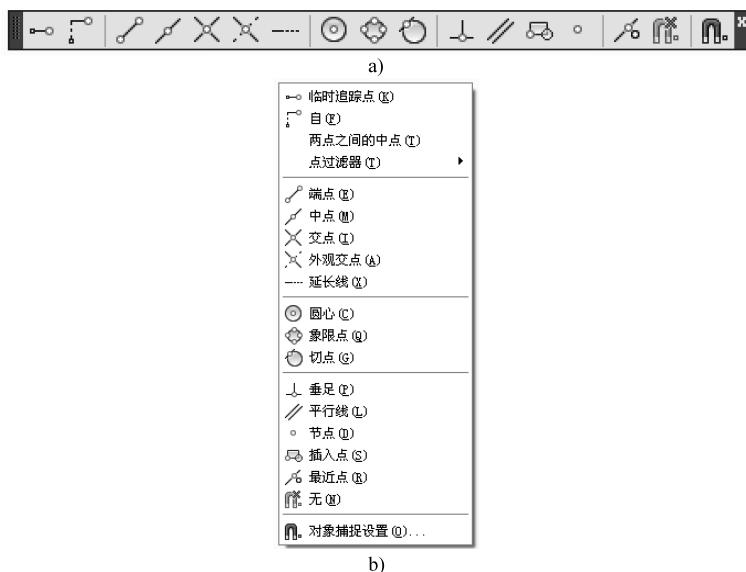 a)
临时追踪点(K)
自(F)
两点之间的中点(T)
点过滤器(T)
端点(E)
中点(M)
交点(I)
外观交点(A)
延长线(X)
圆心(C)
象限点(Q)
切点(G)
垂足(P)
平行线(L)
节点(D)
插入点(S)
最近点(R)
无(N)
对象捕捉设置(O)...
b)